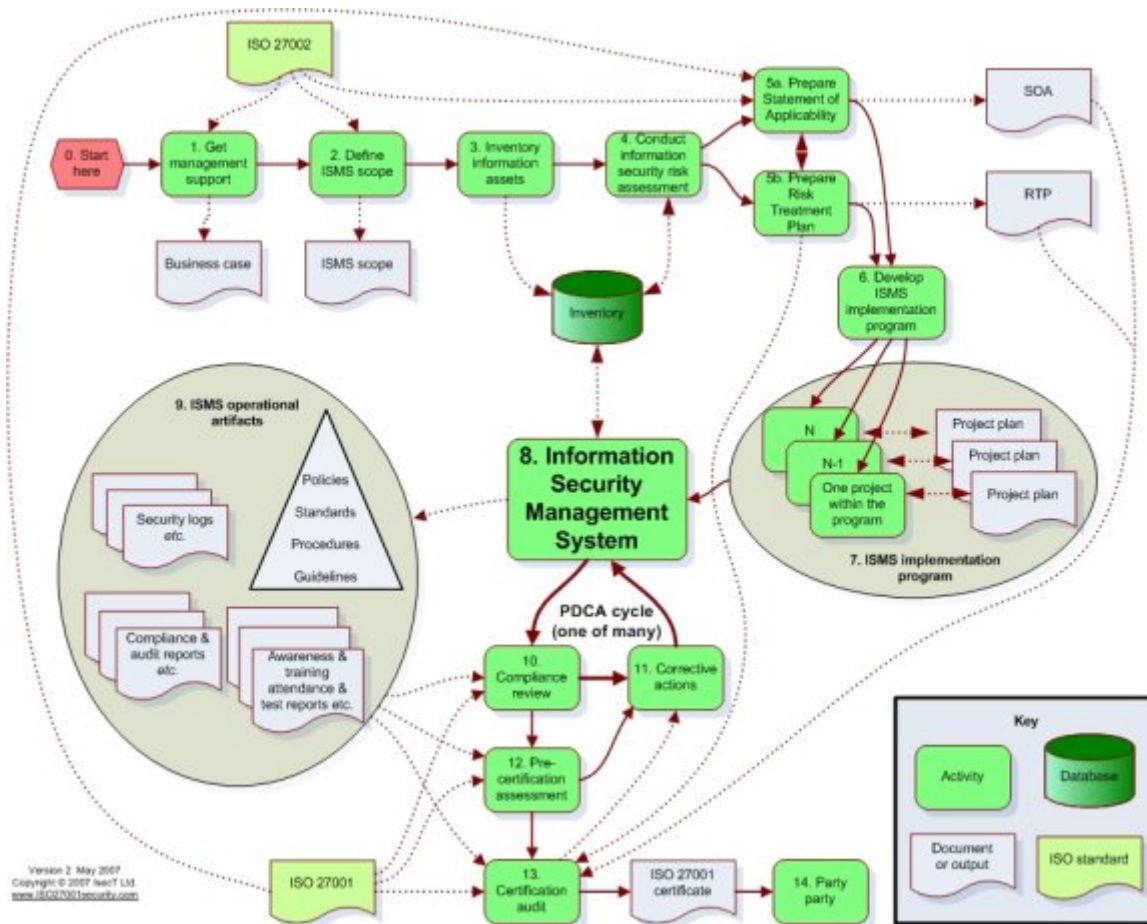 ISO 27002
5a. Prepare
Statement of
Applicability
SOA
0. Start
here
1. Get
management
support
2. Define
ISMS scope
3. Inventory
information
assets
4. Conduct
information
security risk
assessment
5b. Prepare
Risk
Treatment
Plan
RTP
Business case
ISMS scope
Inventory
6. Develop
ISMS
implementation
program
9. ISMS operational
artifacts
Policies
Standards
Procedures
Guidelines
Security logs
etc.
Compliance &
audit reports
etc.
Awareness &
training
attendance &
test reports etc.
8. Information
Security
Management
System
N
N-1
One project
within the
program
Project plan
Project plan
Project plan
7. ISMS implementation
program
PDCA cycle
(one of many)
10.
Compliance
review
11. Corrective
actions
12. Pre-
certification
assessment
ISO 27001
13.
Certification
audit
ISO 27001
certificate
14. Party
party
Key
Activity
Database
Document
or output
ISO standard
Version 2 May 2007
Copyright © 2007 IsecT Ltd.
www.ISO27001security.com